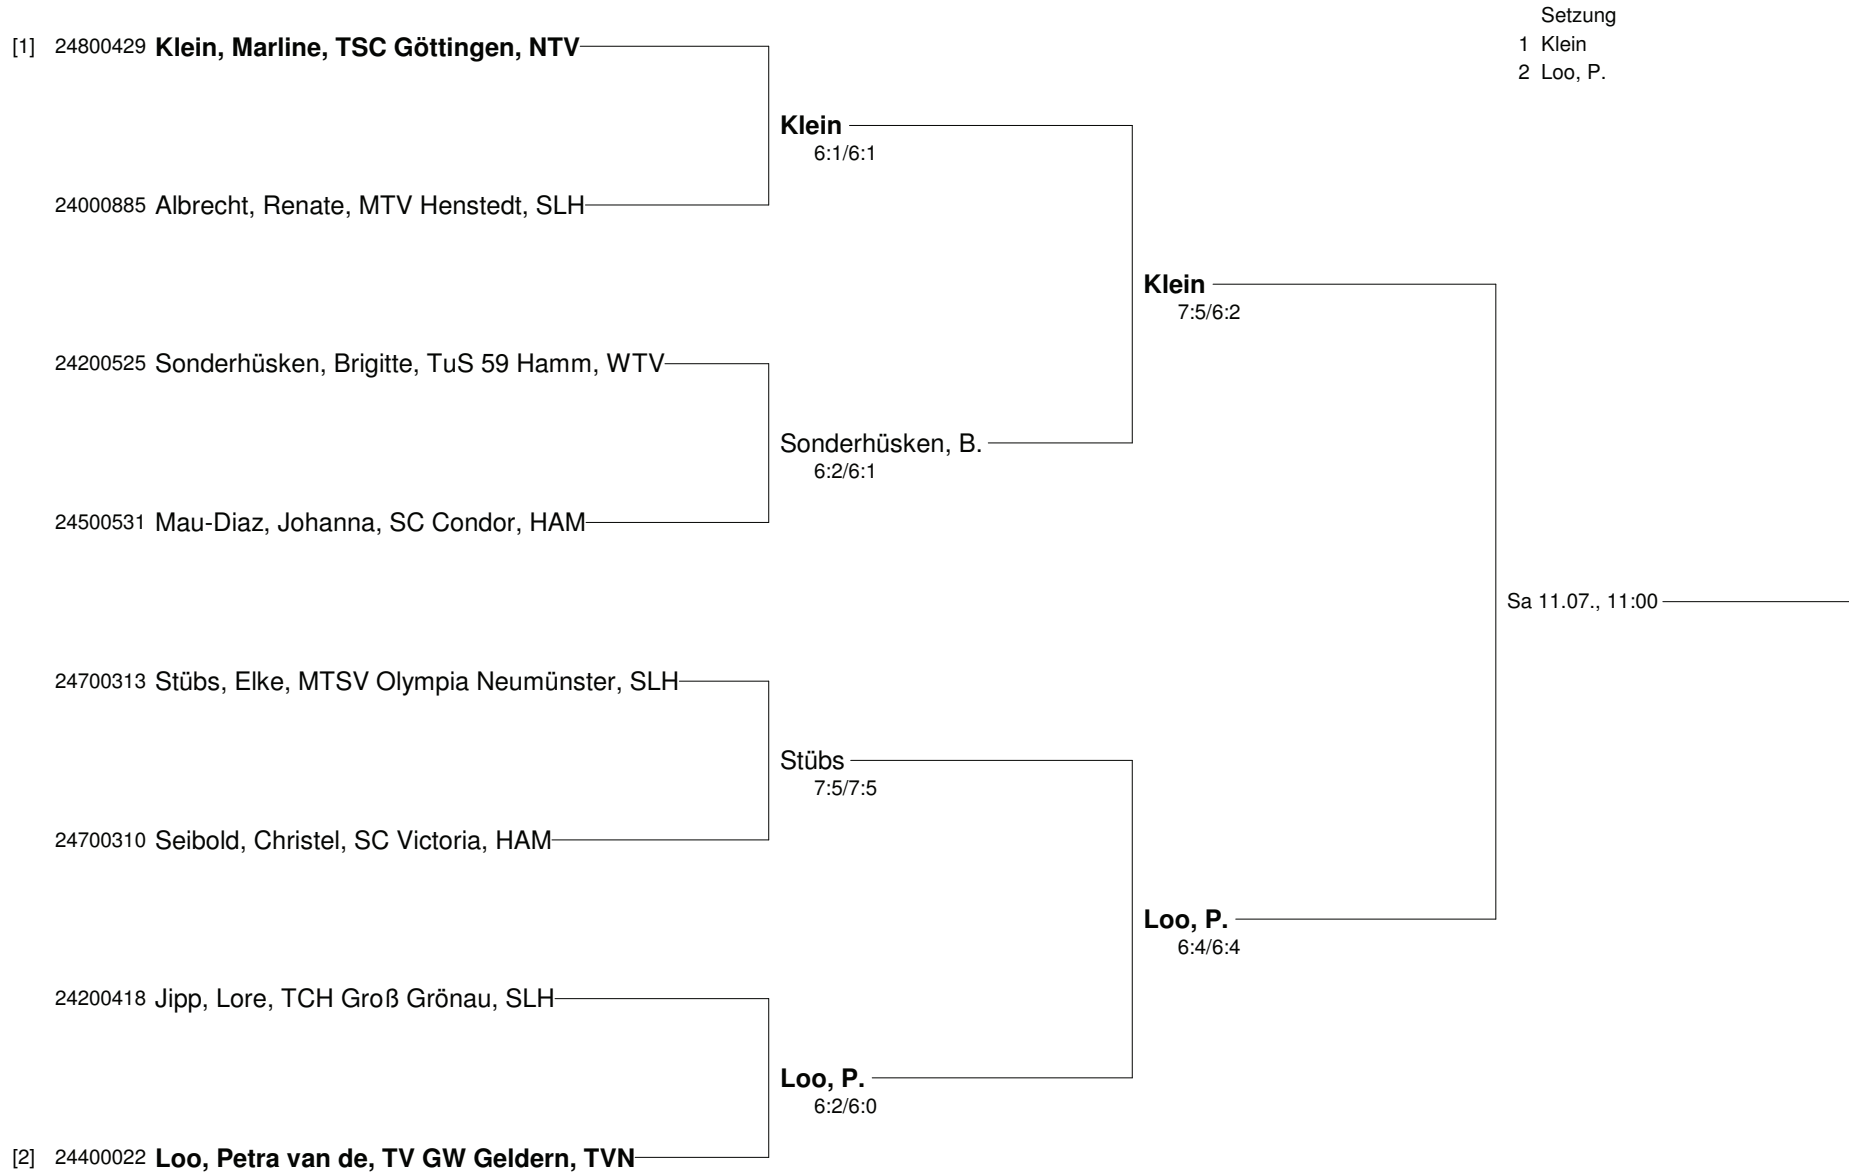 Setzung
1 Klein
2 Loo, P.
[1] 24800429 Klein, Marline, TSC Göttingen, NTV
Klein
6:1/6:1
24000885 Albrecht, Renate, MTV Henstedt, SLH
Klein
7:5/6:2
24200525 Sonderhüsken, Brigitte, TuS 59 Hamm, WTV
Sonderhüsken, B.
6:2/6:1
24500531 Mau-Diaz, Johanna, SC Condor, HAM
Sa 11.07., 11:00
24700313 Stübs, Elke, MTSV Olympia Neumünster, SLH
Stübs
7:5/7:5
24700310 Seibold, Christel, SC Victoria, HAM
Loo, P.
6:4/6:4
24200418 Jipp, Lore, TCH Groß Grönau, SLH
Loo, P.
6:2/6:0
[2] 24400022 Loo, Petra van de, TV GW Geldern, TVN